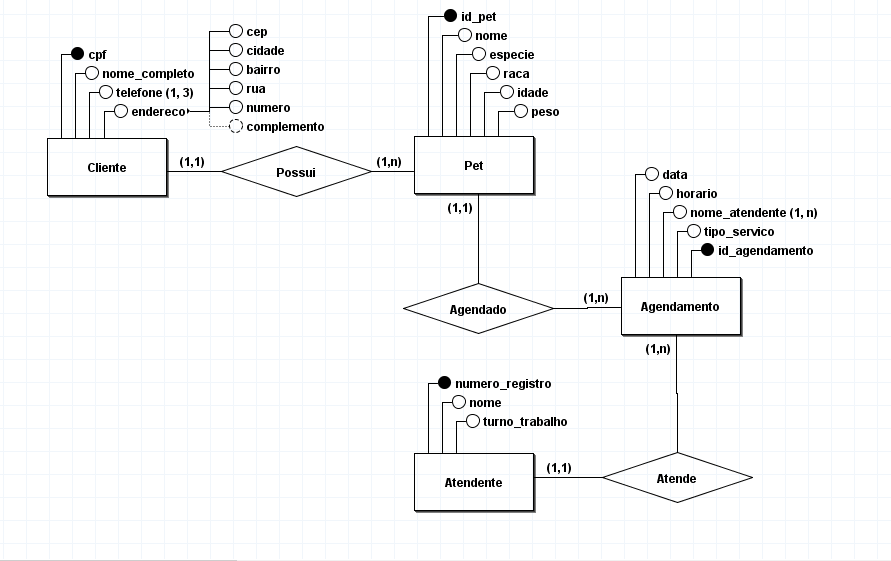 cpf
nome_completo
telefone (1, 3)
endereco
cep
cidade
bairro
rua
numero
complemento
Cliente
(1,1)
Possui
(1,n)
id_pet
nome
especie
raca
idade
peso
Pet
(1,1)
Agendado
(1,n)
data
horario
nome_atendente (1, n)
tipo_servico
id_agendamento
Agendamento
(1,n)
numero_registro
nome
turno_trabalho
Atendente
(1,1)
Atende